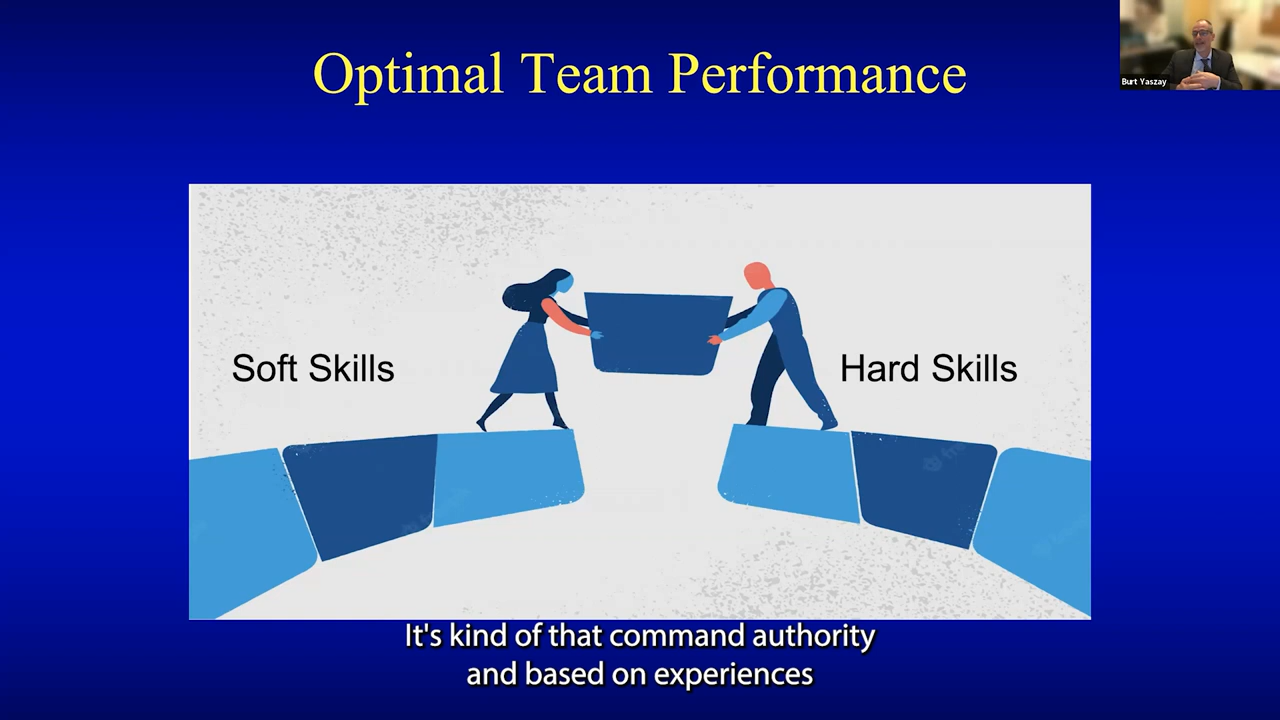 Optimal Team Performance
Burt Yaszay
Soft Skills
Hard Skills
It's kind of that command authority
and based on experiences